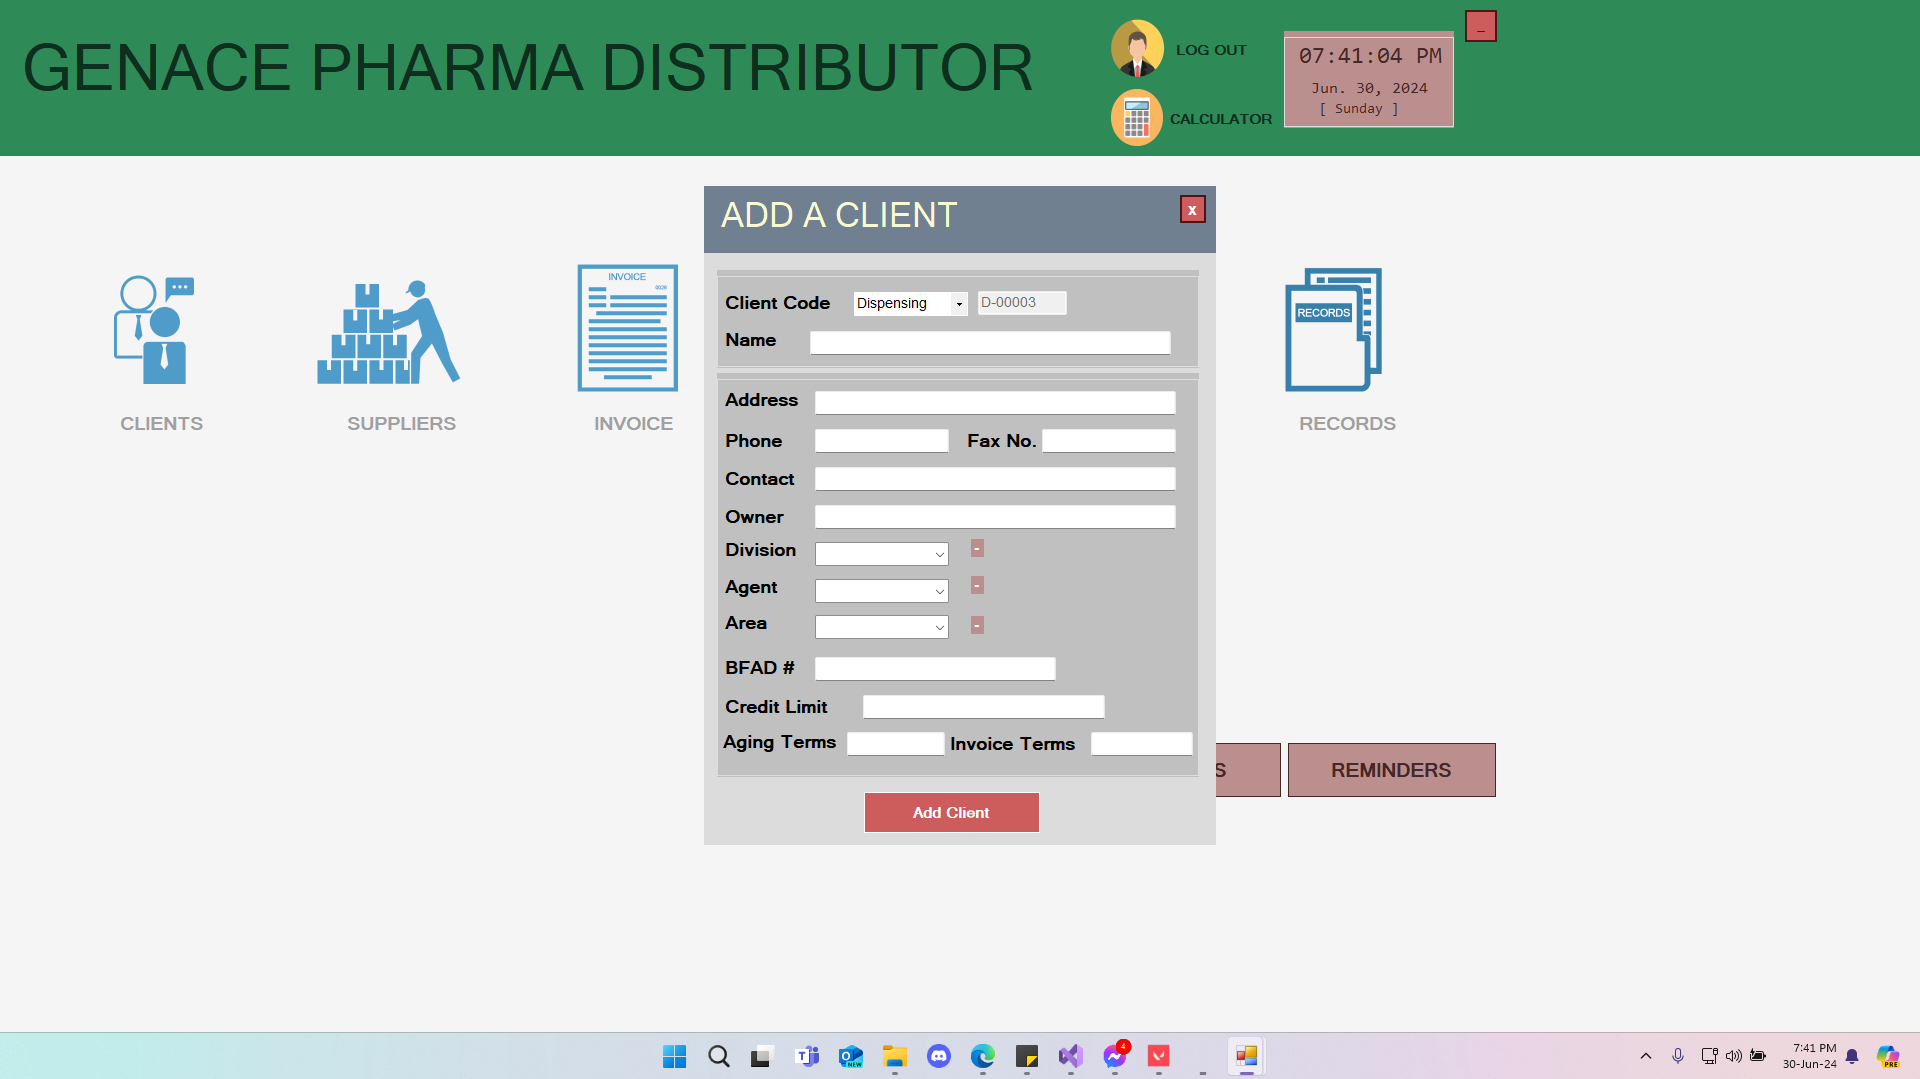 GENACE PHARMA DISTRIBUTOR
LOG OUT
CALCULATOR
07:41:04 PM
Jun. 30, 2024
[ Sunday ]
_
ADD A CLIENT
x
Client Code
Dispensing
D-00003
Name
Address
Phone
Fax No.
Contact
Owner
Division
-
Agent
-
Area
-
BFAD #
Credit Limit
Aging Terms
Invoice Terms
Add Client
INVOICE
RECORDS
CLIENTS
SUPPLIERS
INVOICE
RECORDS
S
REMINDERS
NEW
4
7:41 PM
30-Jun-24
PRE